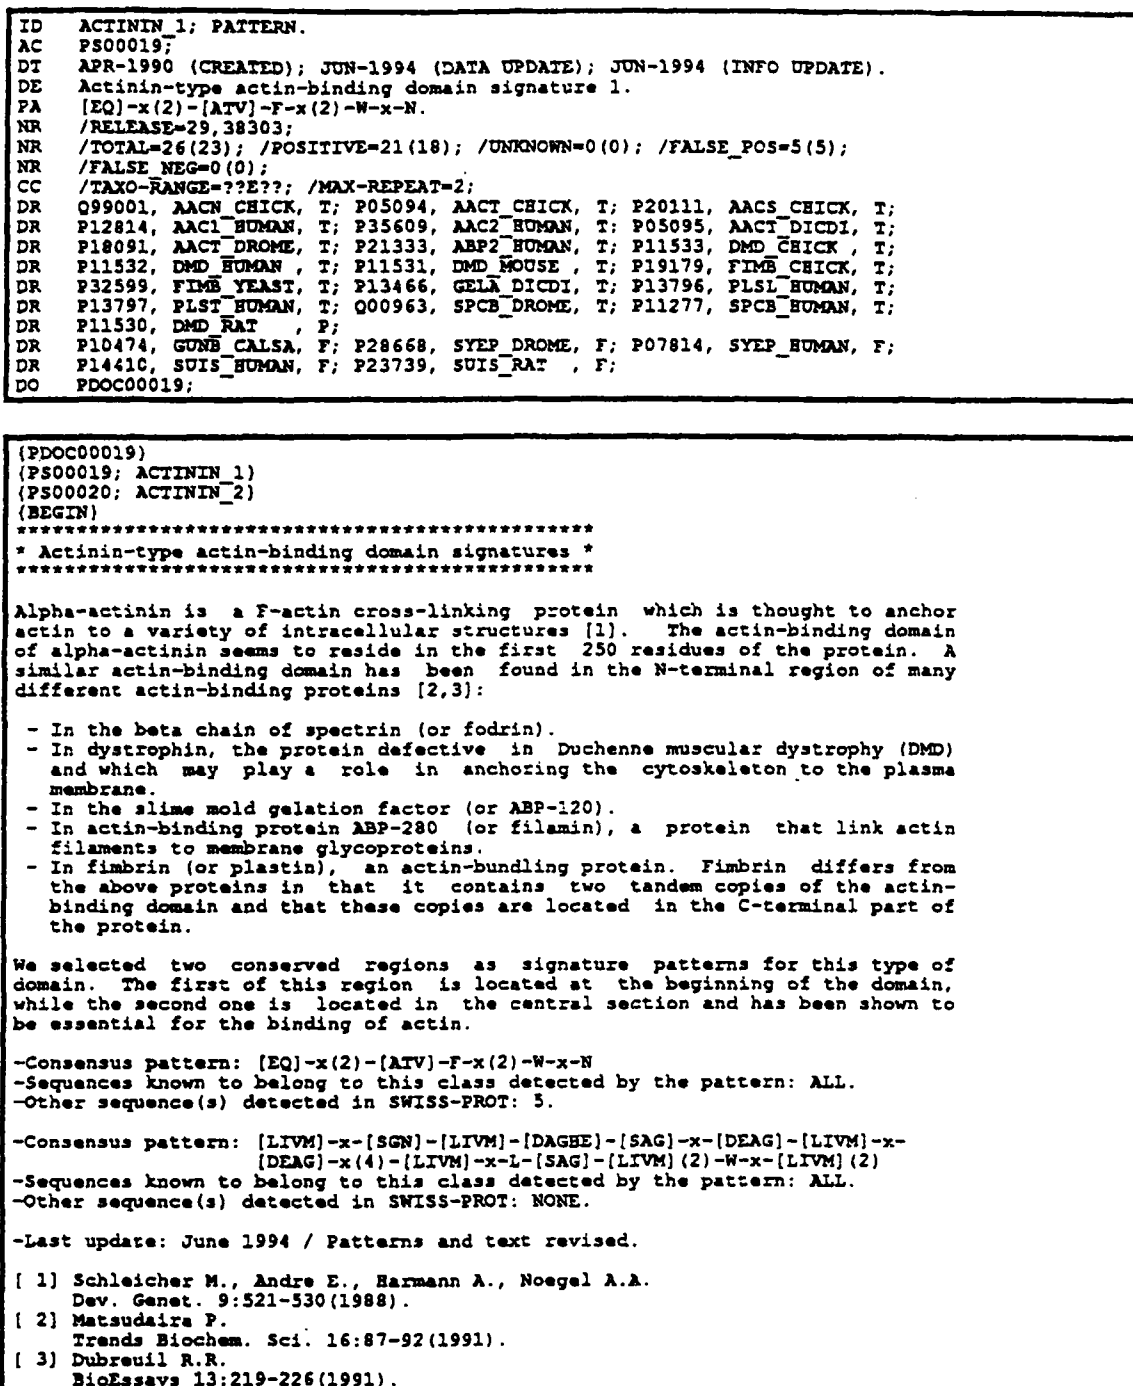 ID   ACTININ_1; PATTERN.
AC   PS00019;
DT   APR-1990 (CREATED); JUN-1994 (DATA UPDATE); JUN-1994 (INFO UPDATE).
DE   Actinin-type actin-binding domain signature 1.
PA   [EQ]-x(2)-[ATV]-F-x(2)-W-x-N.
NR   /RELEASE=29,38303;
NR   /TOTAL=26(23); /POSITIVE=21(18); /UNKNOWN=0(0); /FALSE_POS=5(5);
NR   /FALSE_NEG=0(0);
CC   /TAXO-RANGE=??E??; /MAX-REPEAT=2;
DR   Q99001, AACN_CHICK, T; P05094, AACT_CHICK, T; P20111, AACS_CHICK, T;
DR   P12814, AAC1_HUMAN, T; P35609, AAC2_HUMAN, T; P05095, AACT_DICDI, T;
DR   P18091, AACT_DROME, T; P21333, ABP2_HUMAN, T; P11533, DMD_CHICK , T;
DR   P11532, DMD_HUMAN , T; P11531, DMD_MOUSE , T; P19179, FIMB_CHICK, T;
DR   P32599, FIMB_YEAST, T; P13466, GELA_DICDI, T; P13796, PLSL_HUMAN, T;
DR   P13797, PLST_HUMAN, T; Q00963, SPCB_DROME, T; P11277, SPCB_HUMAN, T;
DR   P11530, DMD_RAT   , P;
DR   P10474, GUNB_CALSA, F; P28668, SYEP_DROME, F; P07814, SYEP_HUMAN, F;
DR   P14410, SUIS_HUMAN, F; P23739, SUIS_RAT  , F;
DO   PDOC00019;
{PDOC00019}
{PS00019; ACTININ_1}
{PS00020; ACTININ_2}
{BEGIN}
*************************************************
* Actinin-type actin-binding domain signatures *
*************************************************
Alpha-actinin is a F-actin cross-linking protein which is thought to anchor
actin to a variety of intracellular structures [1]. The actin-binding domain
of alpha-actinin seems to reside in the first 250 residues of the protein. A
similar actin-binding domain has been found in the N-terminal region of many
different actin-binding proteins [2,3]:
- In the beta chain of spectrin (or fodrin).
- In dystrophin, the protein defective in Duchenne muscular dystrophy (DMD)
and which may play a role in anchoring the cytoskeleton to the plasma
membrane.
- In the slime mold gelation factor (or ABP-120).
- In actin-binding protein ABP-280 (or filamin), a protein that link actin
filaments to membrane glycoproteins.
- In fimbrin (or plastin), an actin-bundling protein. Fimbrin differs from
the above proteins in that it contains two tandem copies of the actin-
binding domain and that these copies are located in the C-terminal part of
the protein.
We selected two conserved regions as signature patterns for this type of
domain. The first of this region is located at the beginning of the domain,
while the second one is located in the central section and has been shown to
be essential for the binding of actin.
-Consensus pattern: [EQ]-x(2)-[ATV]-F-x(2)-W-x-N
-Sequences known to belong to this class detected by the pattern: ALL.
-Other sequence(s) detected in SWISS-PROT: 5.
-Consensus pattern: [LIVM]-x-[SGN]-[LIVM]-[DAGHE]-[SAG]-x-[DEAG]-[LIVM]-x-
[DEAG]-x(4)-[LIVM]-x-L-[SAG]-[LIVM](2)-W-x-[LIVM](2)
-Sequences known to belong to this class detected by the pattern: ALL.
-Other sequence(s) detected in SWISS-PROT: NONE.
-Last update: June 1994 / Patterns and text revised.
[ 1] Schleicher M., Andre E., Harmann A., Noegel A.A.
Dev. Genet. 9:521-530(1988).
[ 2] Matsudaira P.
Trends Biochem. Sci. 16:87-92(1991).
[ 3] Dubreuil R.R.
BioEssays 13:219-226(1991).